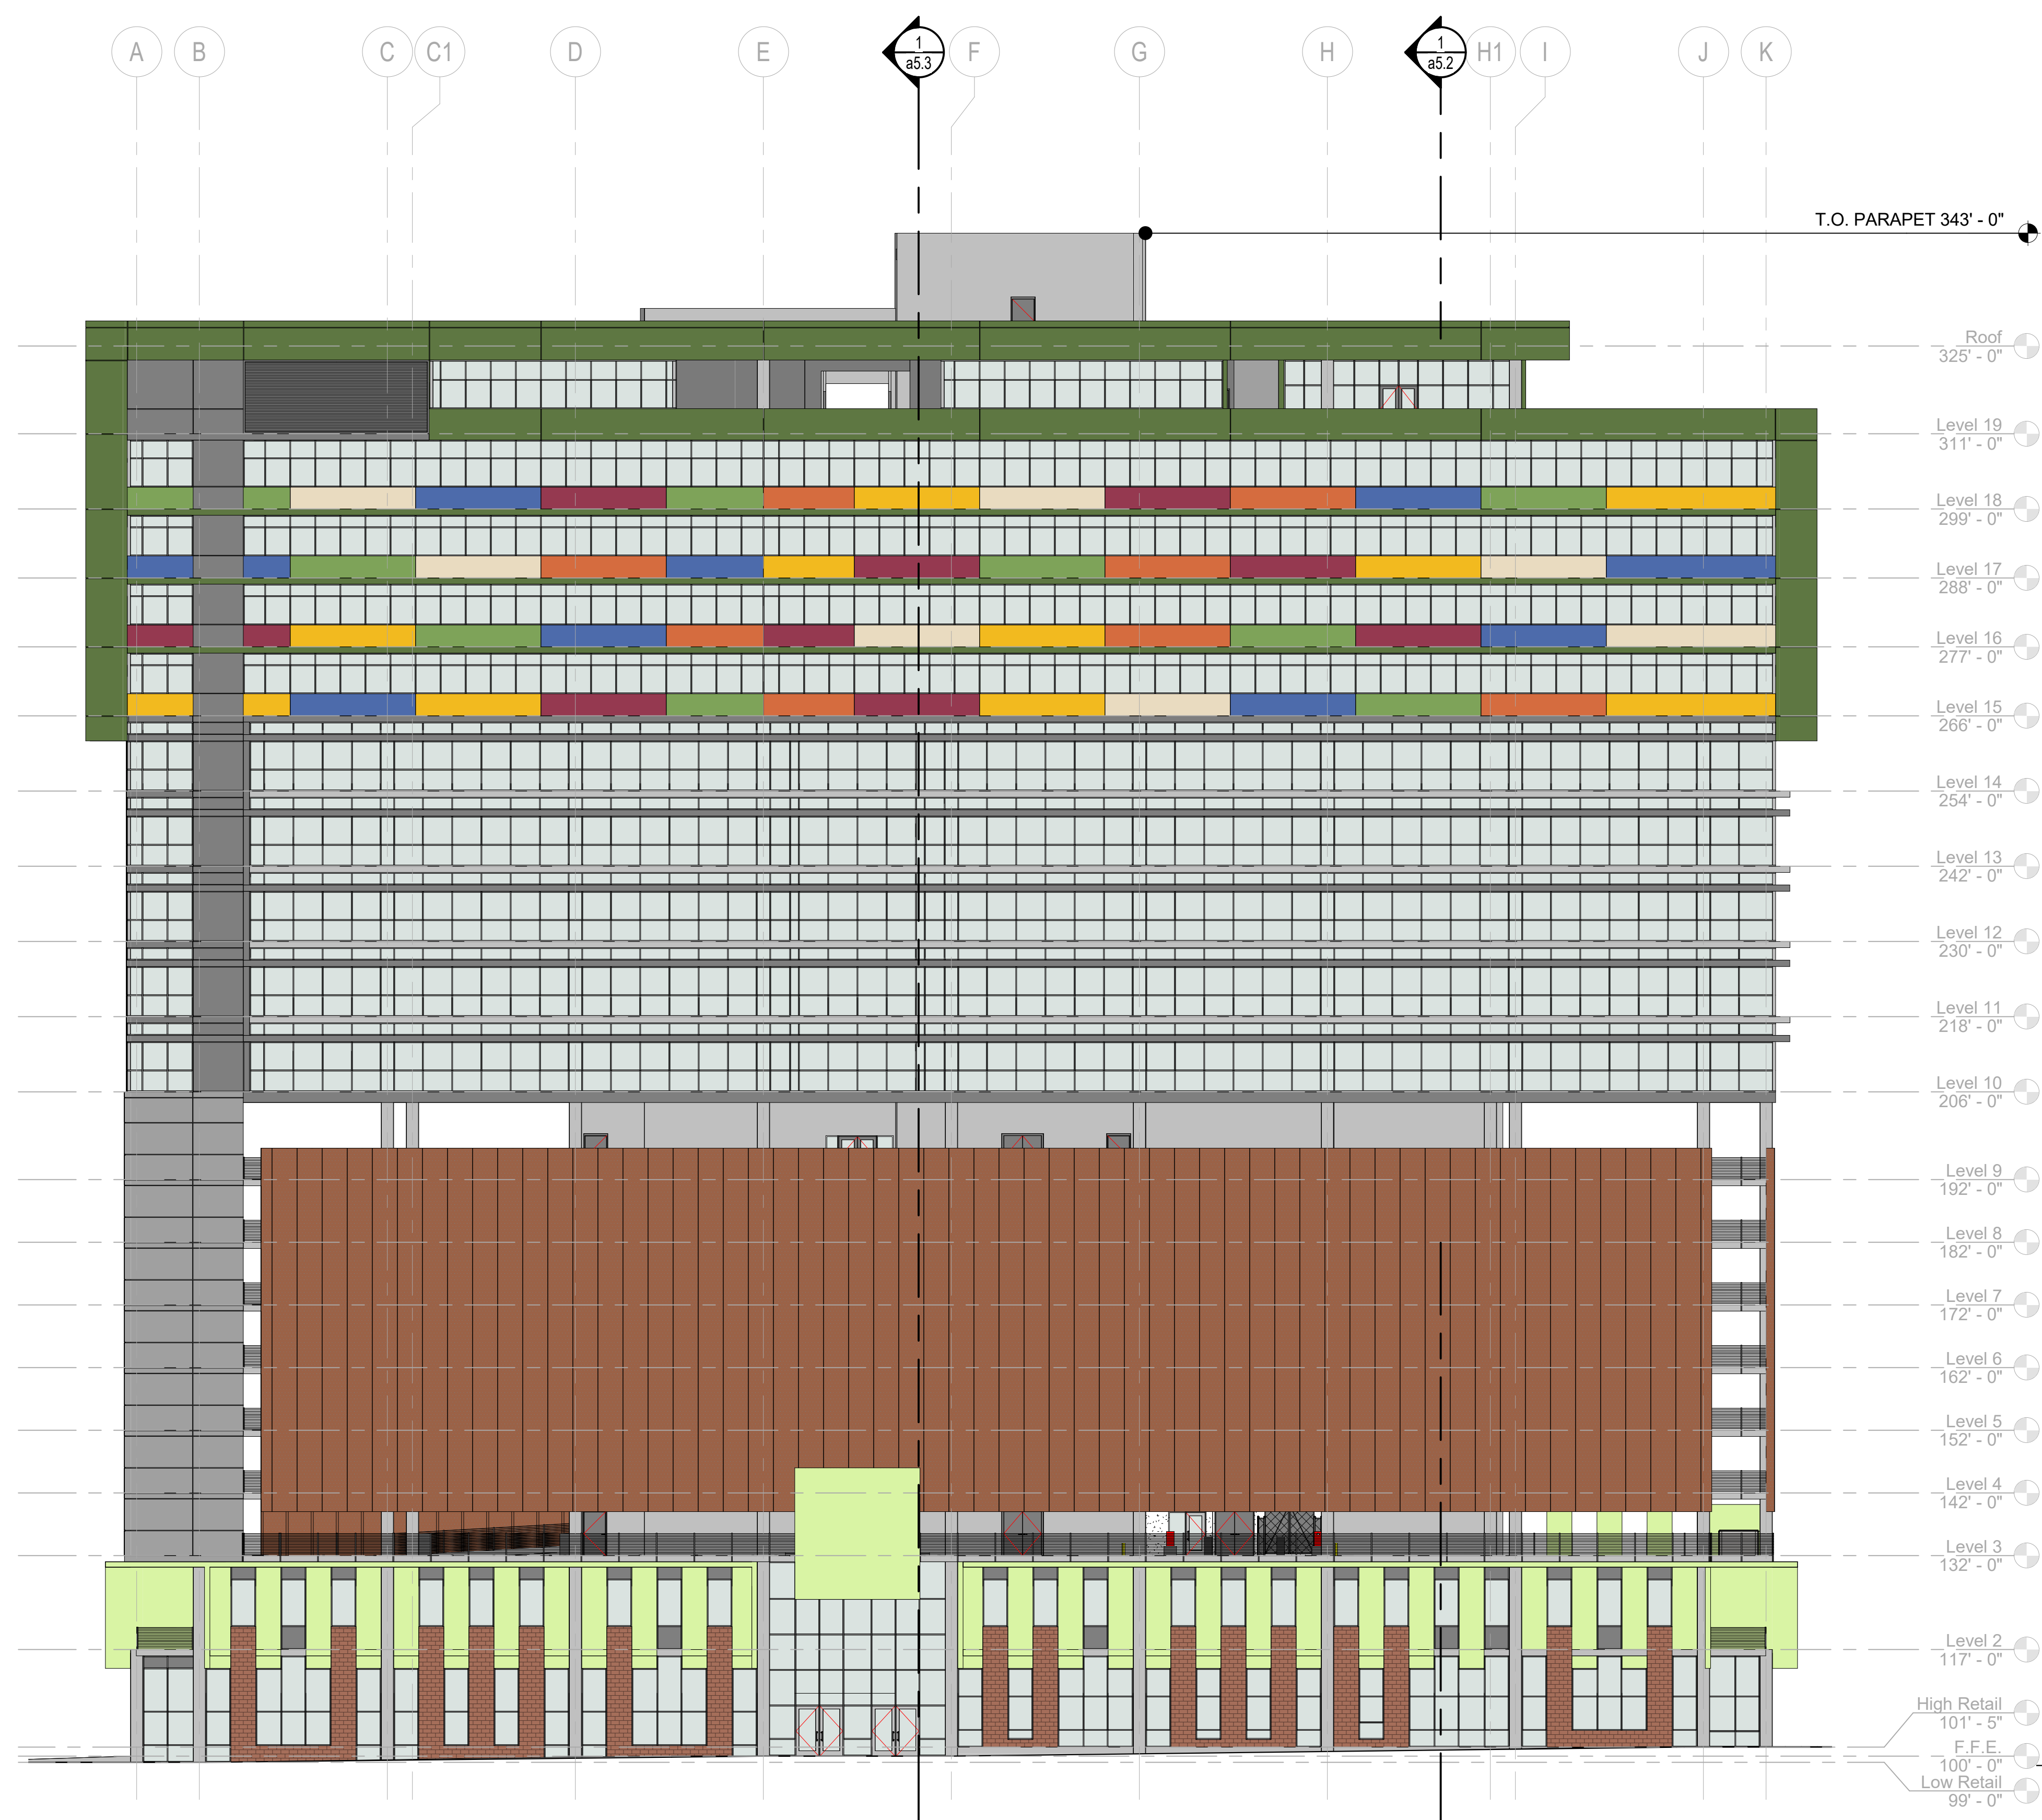 A B C C1 D E 1 F G H 1 H1 I J K
a5.3 a5.2
T.O. PARAPET 343' - 0"
Roof
325' - 0"
Level 19
311' - 0"
Level 18
299' - 0"
Level 17
288' - 0"
Level 16
277' - 0"
Level 15
266' - 0"
Level 14
254' - 0"
Level 13
242' - 0"
Level 12
230' - 0"
Level 11
218' - 0"
Level 10
206' - 0"
Level 9
192' - 0"
Level 8
182' - 0"
Level 7
172' - 0"
Level 6
162' - 0"
Level 5
152' - 0"
Level 4
142' - 0"
Level 3
132' - 0"
Level 2
117' - 0"
High Retail
101' - 5"
F.F.E.
100' - 0"
Low Retail
99' - 0"